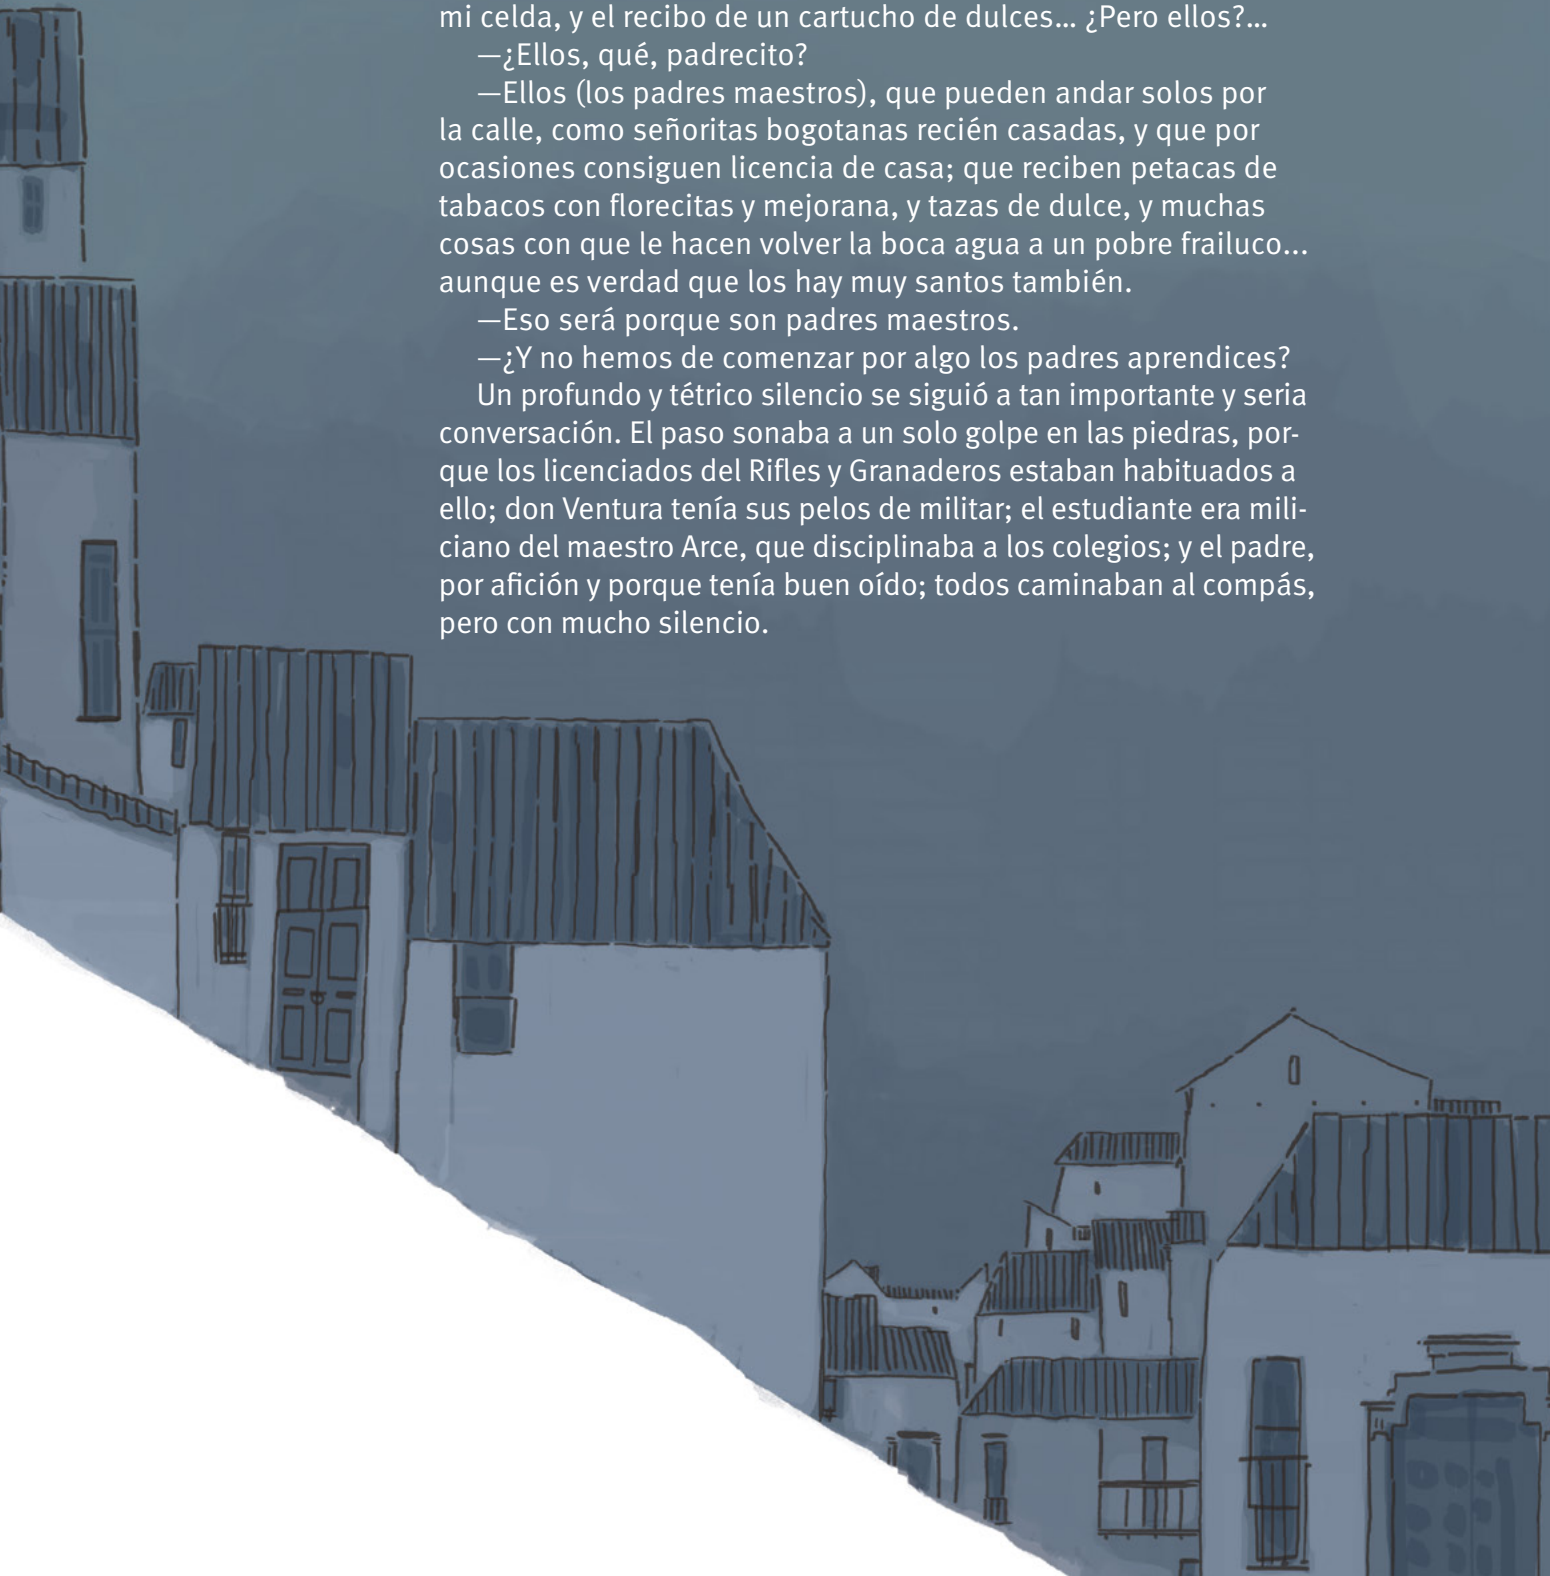 mi celda, y el recibo de un cartucho de dulces... ¿Pero ellos?...
—¿Ellos, qué, padrecito?
—Ellos (los padres maestros), que pueden andar solos por
la calle, como señoritas bogotanas recién casadas, y que por
ocasiones consiguen licencia de casa; que reciben petacas de
tabacos con florecitas y mejorana, y tazas de dulce, y muchas
cosas con que le hacen volver la boca agua a un pobre frailuco...
aunque es verdad que los hay muy santos también.
—Eso será porque son padres maestros.
—¿Y no hemos de comenzar por algo los padres aprendices?
Un profundo y tétrico silencio se siguió a tan importante y seria
conversación. El paso sonaba a un solo golpe en las piedras, por-
que los licenciados del Rifles y Granaderos estaban habituados a
ello; don Ventura tenía sus pelos de militar; el estudiante era mili-
ciano del maestro Arce, que disciplinaba a los colegios; y el padre,
por afición y porque tenía buen oído; todos caminaban al compás,
pero con mucho silencio.